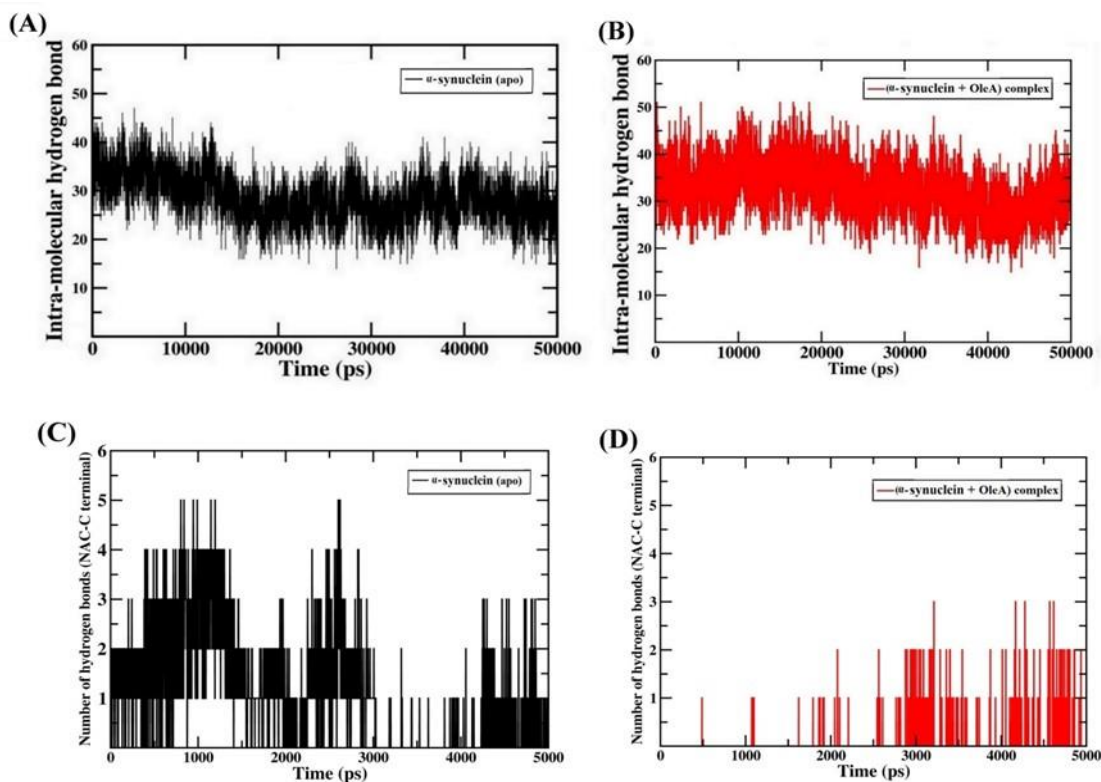 (A)
Intra-molecular hydrogen bond
60
50
40
30
20
10
0
α-synuclein (apo)
0 10000 20000 30000 40000 50000
Time (ps)
(B)
Intra-molecular hydrogen bond
60
50
40
30
20
10
(α-synuclein + OleA) complex
0 10000 20000 30000 40000 50000
Time (ps)
(C)
Number of hydrogen bonds (NAC-C terminal)
6
5
4
3
2
1
α-synuclein (apo)
0 1000 2000 3000 4000 5000
Time (ps)
(D)
Number of hydrogen bonds (NAC-C terminal)
6
5
4
3
2
1
(α-synuclein + OleA) complex
0 1000 2000 3000 4000 5000
Time (ps)